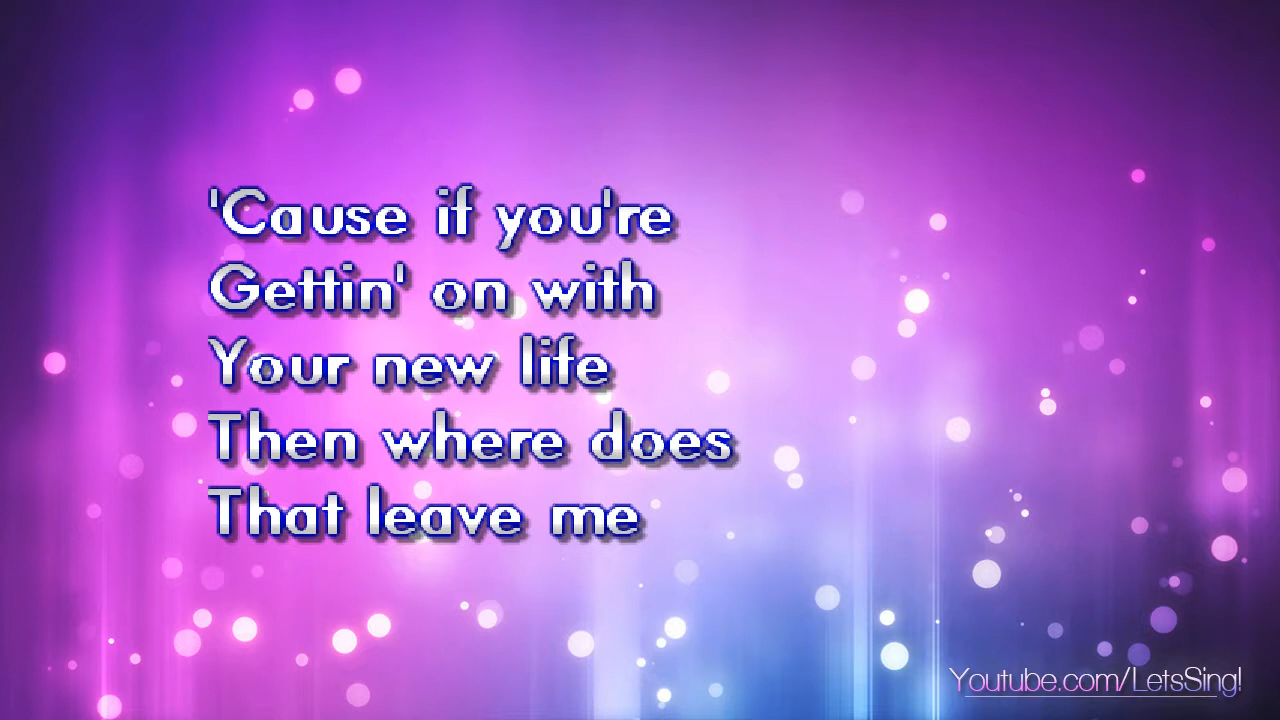 'Cause if you're
Gettin' on with
Your new life
Then where does
That leave me
Youtube.com/LetsSing!